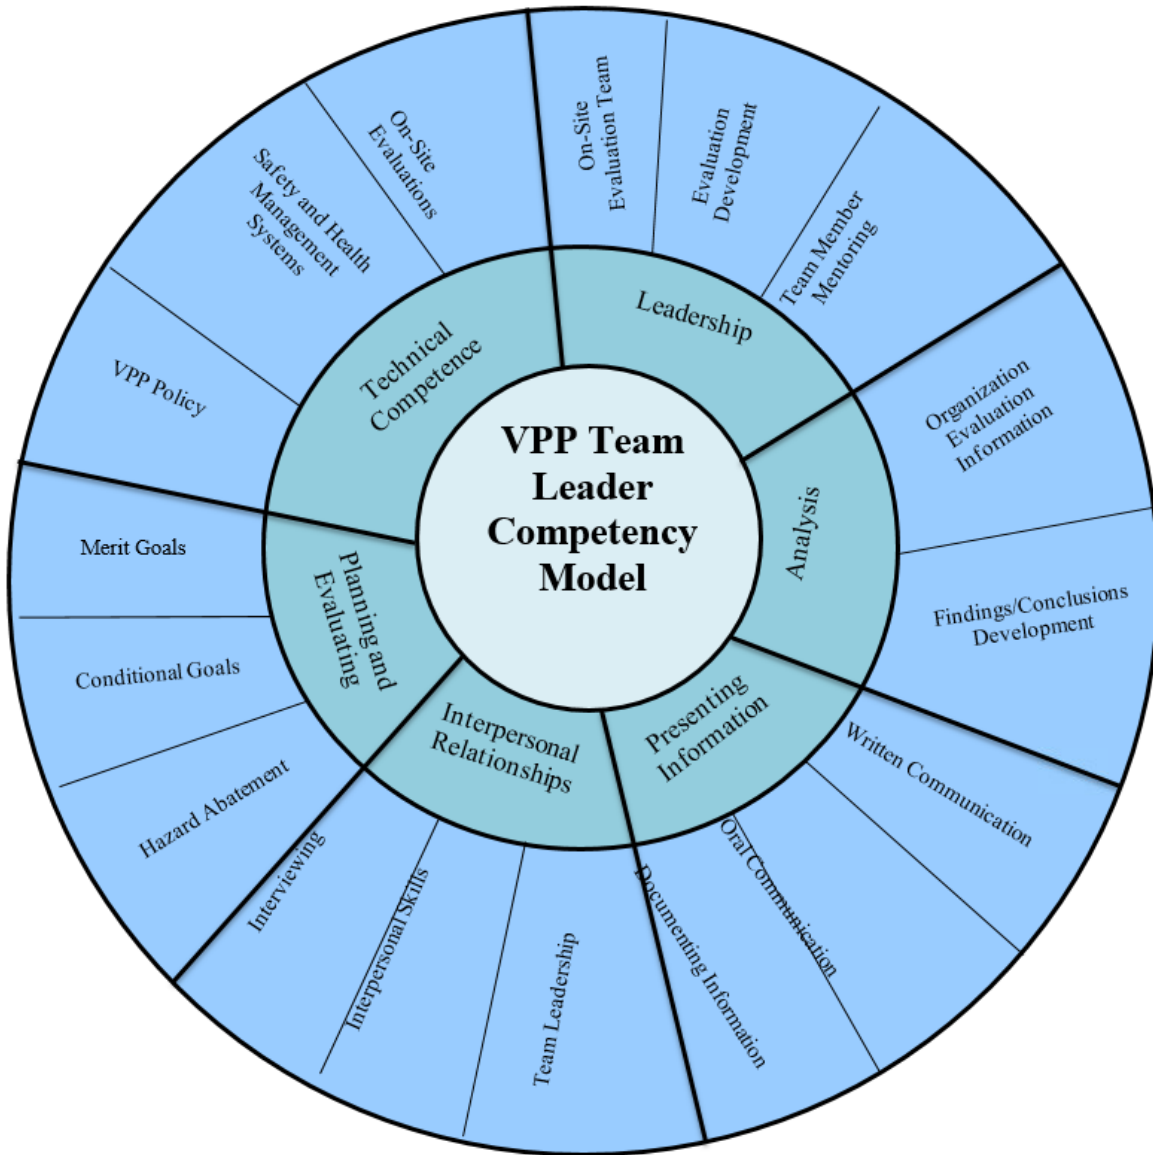 VPP Team
Leader
Competency
Model
Leadership
On-Site
Evaluation Team
Evaluation
Development
Team Member
Mentoring
Analysis
Organization
Evaluation
Information
Findings/Conclusions
Development
Presenting
Information
Written Communication
Oral Communication
Documenting Information
Interpersonal
Relationships
Team Leadership
Interpersonal Skills
Interviewing
Planning and
Evaluating
Hazard Abatement
Conditional Goals
Merit Goals
Technical
Competence
VPP Policy
Safety and Health
Management
Systems
On-Site
Evaluations